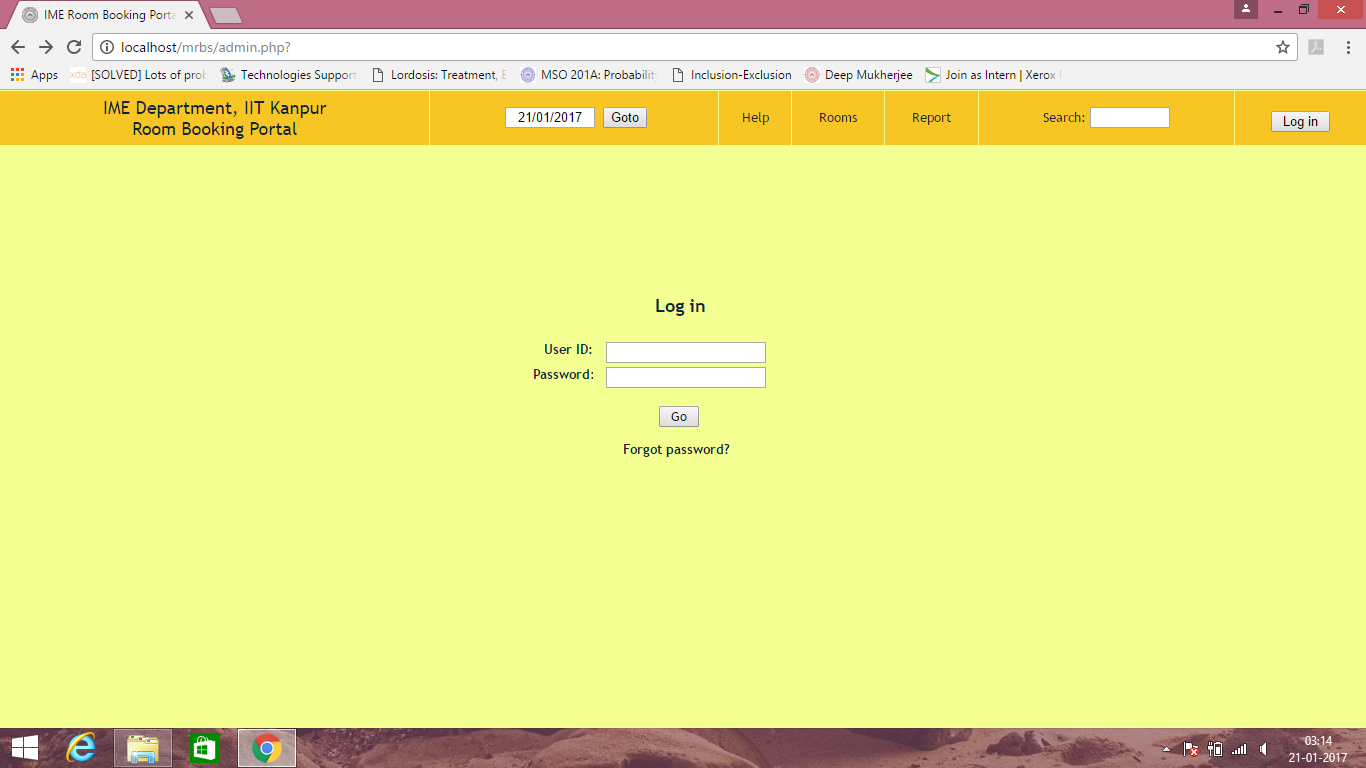 IME Room Booking Porta
localhost/mrbs/admin.php?
Apps [SOLVED] Lots of prob Technologies Support Lordosis: Treatment, E MSO 201A: Probability Inclusion-Exclusion Deep Mukherjee Join as Intern | Xerox
IME Department, IIT Kanpur
Room Booking Portal
21/01/2017 Goto Help Rooms Report Search: Log in
Log in
User ID:
Password:
Go
Forgot password?
03:14
21-01-2017